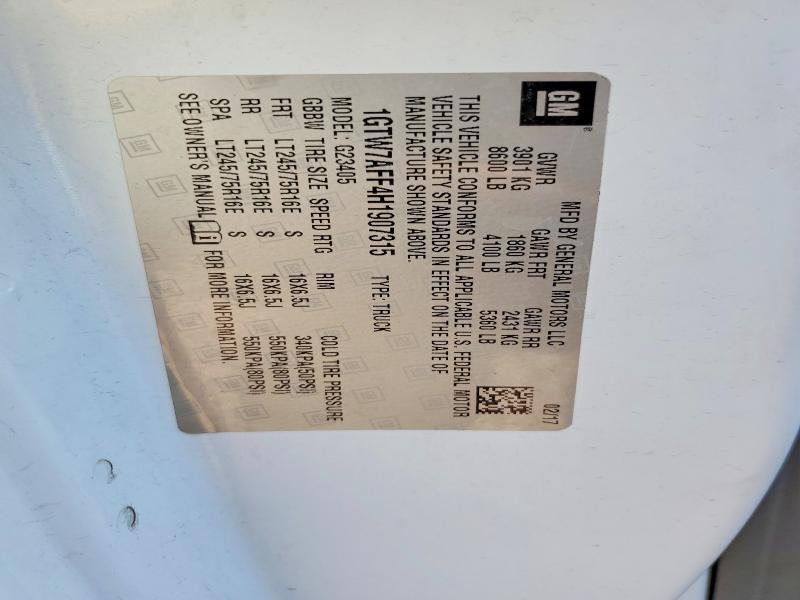 GM ®
MFD BY GENERAL MOTORS LLC 02/17
GVWR GAWR FRT GAWR RR
3901 KG 1860 KG 2431 KG
8600 LB 4100 LB 5360 LB
THIS VEHICLE CONFORMS TO ALL APPLICABLE U.S. FEDERAL MOTOR
VEHICLE SAFETY STANDARDS IN EFFECT ON THE DATE OF
MANUFACTURE SHOWN ABOVE.
1GTW7AFF4H1907315 TYPE: TRUCK
MODEL: G23405
GBBW TIRE SIZE SPEED RTG RIM COLD TIRE PRESSURE
FRT LT245/75R16E S 16X6.5J 340KPA(50PSI)
RR LT245/75R16E S 16X6.5J 550KPA(80PSI)
SPA LT245/75R16E S 16X6.5J 550KPA(80PSI)
SEE OWNER'S MANUAL FOR MORE INFORMATION.